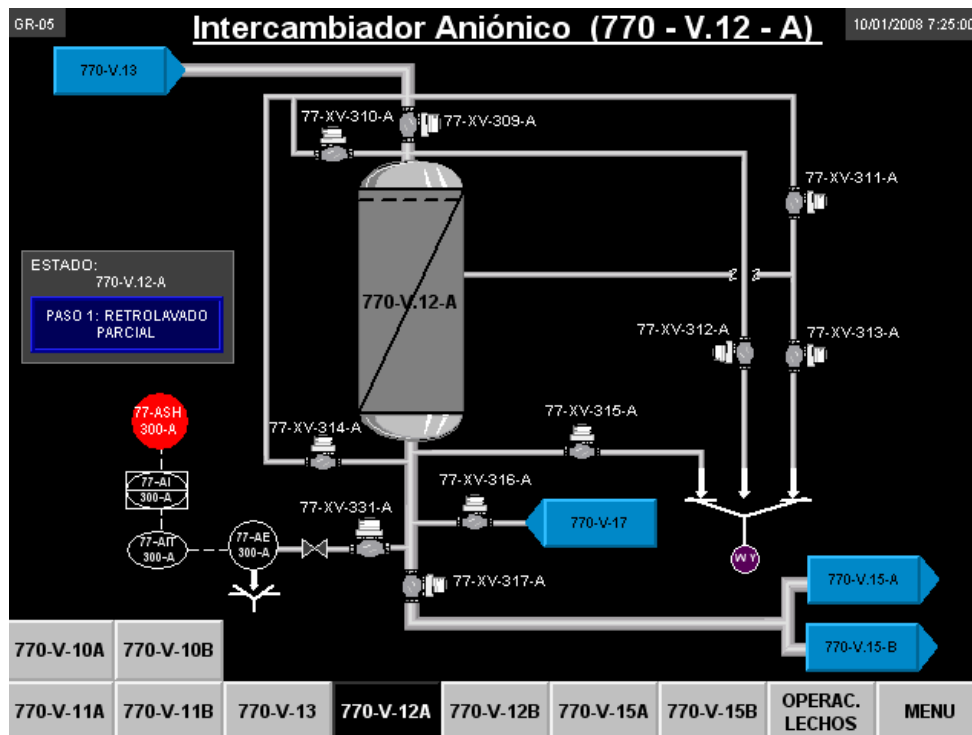 GR-05
Intercambiador Aniónico (770 - V.12 - A)
10/01/2008 7:25:00
770-V.13
77-XV-310-A
77-XV-309-A
77-XV-311-A
ESTADO:
770-V.12-A
PASO 1: RETROLAVADO
PARCIAL
770-V.12-A
77-XV-312-A
77-XV-313-A
77-ASH
300-A
77-XV-314-A
77-XV-315-A
77-AI
300-A
77-XV-316-A
77-XV-331-A
770-V-17
77-AIT
300-A
77-AE
300-A
WY
77-XV-317-A
770-V.15-A
770-V.15-B
770-V-10A
770-V-10B
770-V-11A
770-V-11B
770-V-13
770-V-12A
770-V-12B
770-V-15A
770-V-15B
OPERAC.
LECHOS
MENU